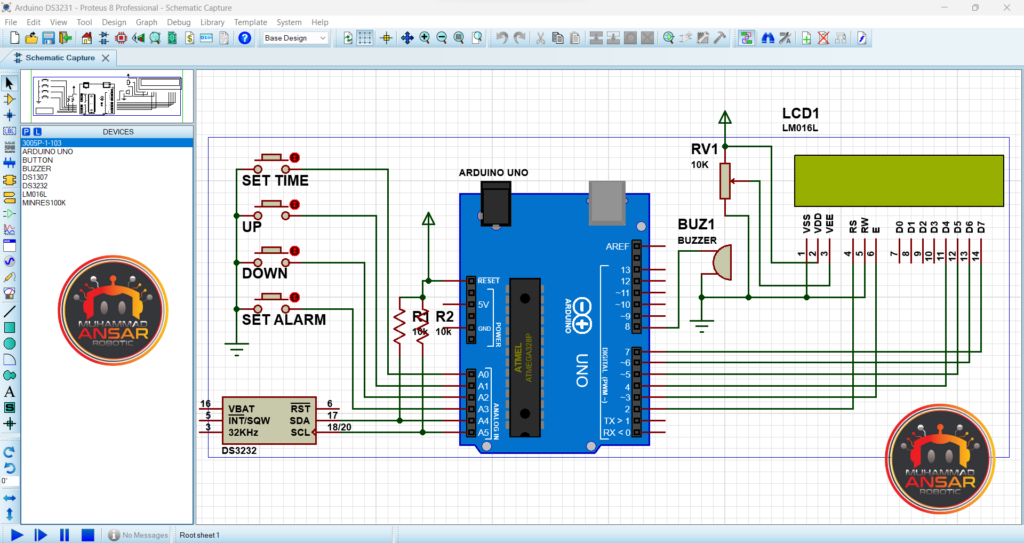 Arduino DS3231 - Proteus 8 Professional - Schematic Capture
File Edit View Tool Design Graph Debug Library Template System Help
Base Design
Schematic Capture
P L DEVICES
3005P-1-103
ARDUINO UNO
BUTTON
BUZZER
DS1307
DS3232
LM016L
MINRES100K
MUHAMMAD
ANSAR
ROBOTIC
SET TIME
UP
DOWN
SET ALARM
16 VBAT RST 6
5 INT/SQW SDA 17
3 32KHz SCL 18/20
DS3232
R1
10k
R2
10k
ARDUINO UNO
RESET
5V
GND
POWER
A0
A1
A2
A3
A4
A5
ANALOG IN
ATMEL
ATMEGA328P
ARDUINO
UNO
AREF
13
12
~11
~10
~9
8
7
~6
~5
4
~3
2
TX > 1
RX < 0
DIGITAL (PWM ~)
BUZ1
BUZZER
RV1
10K
LCD1
LM016L
VSS VDD VEE RS RW E D0 D1 D2 D3 D4 D5 D6 D7
1 2 3 4 5 6 7 8 9 10 11 12 13 14
MUHAMMAD
ANSAR
ROBOTIC
0°
No Messages
Root sheet 1